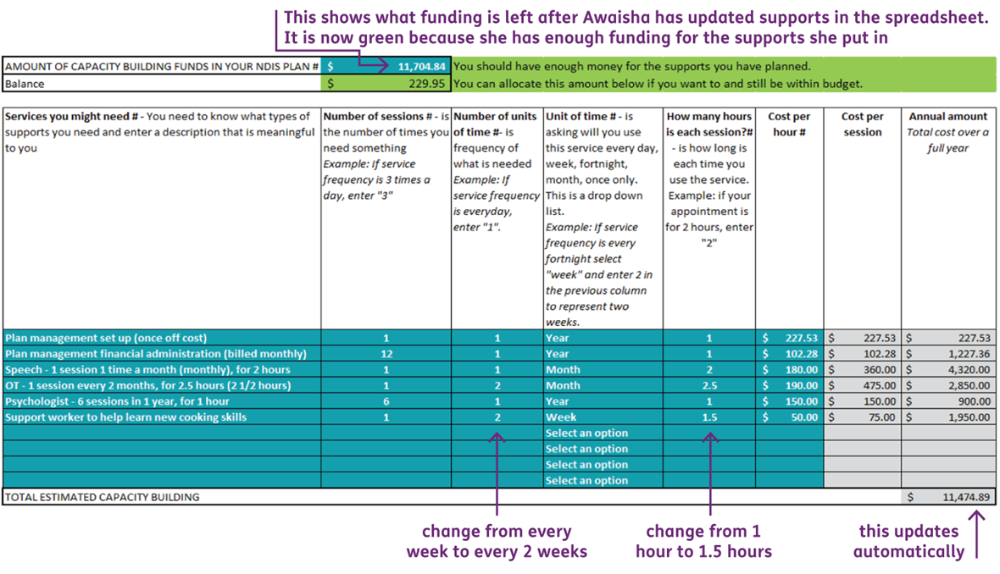 This shows what funding is left after Awaisha has updated supports in the spreadsheet.
It is now green because she has enough funding for the supports she put in
AMOUNT OF CAPACITY BUILDING FUNDS IN YOUR NDIS PLAN # $ 11,704.84 You should have enough money for the supports you have planned.
Balance $ 229.95 You can allocate this amount below if you want to and still be within budget.
Services you might need # - You need to know what types of
supports you need and enter a description that is meaningful
to you
Number of sessions # - is
the number of times you
need something
Example: If service
frequency is 3 times a
day, enter "3"
Number of units
of time #- is
frequency of
what is needed
Example: If
service frequency
is everyday,
enter "1".
Unit of time # - is
asking will you use
this service every day,
week, fortnight,
month, once only.
This is a drop down
list.
Example: If service
frequency is every
fortnight select
"week" and enter 2 in
the previous column
to represent two
weeks.
How many hours
is each session?#
- is how long is
each time you
use the service.
Example: if your
appointment is
for 2 hours, enter
"2"
Cost per
hour #
Cost per
session
Annual amount
Total cost over a
full year
Plan management set up (once off cost) 1 1 Year 1 $ 227.53 $ 227.53 $ 227.53
Plan management financial administration (billed monthly) 12 1 Year 1 $ 102.28 $ 102.28 $ 1,227.36
Speech - 1 session 1 time a month (monthly), for 2 hours 1 1 Month 2 $ 180.00 $ 360.00 $ 4,320.00
OT - 1 session every 2 months, for 2.5 hours (2 1/2 hours) 1 2 Month 2.5 $ 190.00 $ 475.00 $ 2,850.00
Psychologist - 6 sessions in 1 year, for 1 hour 6 1 Year 1 $ 150.00 $ 150.00 $ 900.00
Support worker to help learn new cooking skills 1 2 Week 1.5 $ 50.00 $ 75.00 $ 1,950.00
Select an option
Select an option
Select an option
Select an option
TOTAL ESTIMATED CAPACITY BUILDING $ 11,474.89
change from every
week to every 2 weeks
change from 1
hour to 1.5 hours
this updates
automatically